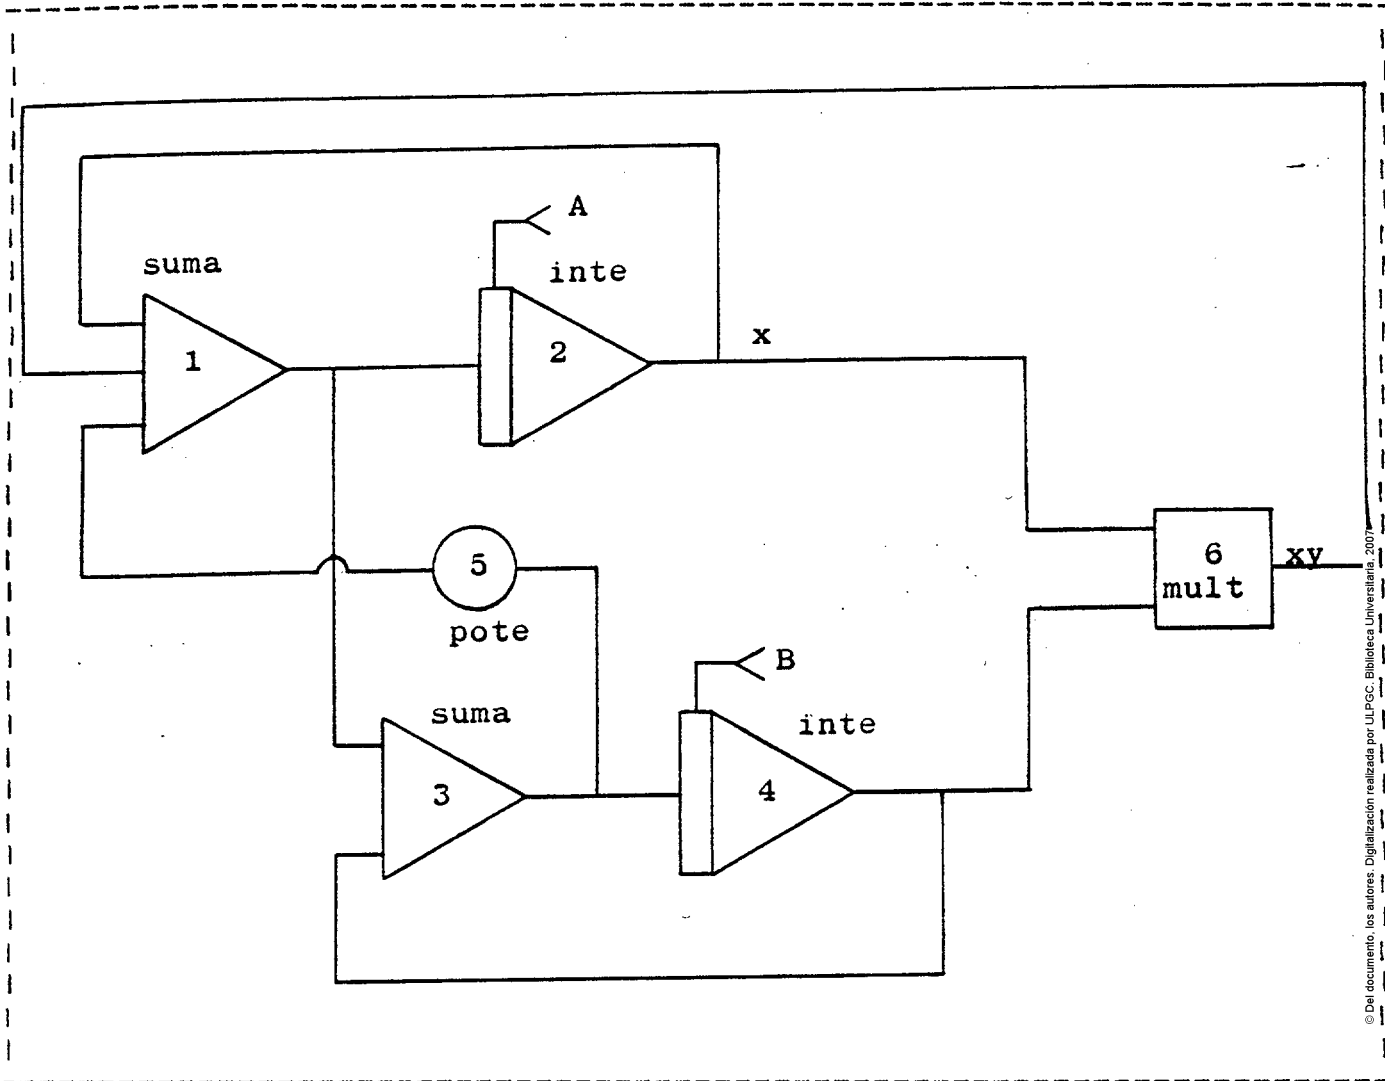 A
suma
inte
1
2
x
5
pote
6
mult
xy
B
suma
inte
3
4
© Del documento, los autores. Digitalización realizada por ULPGC. Biblioteca Universitaria, 2007